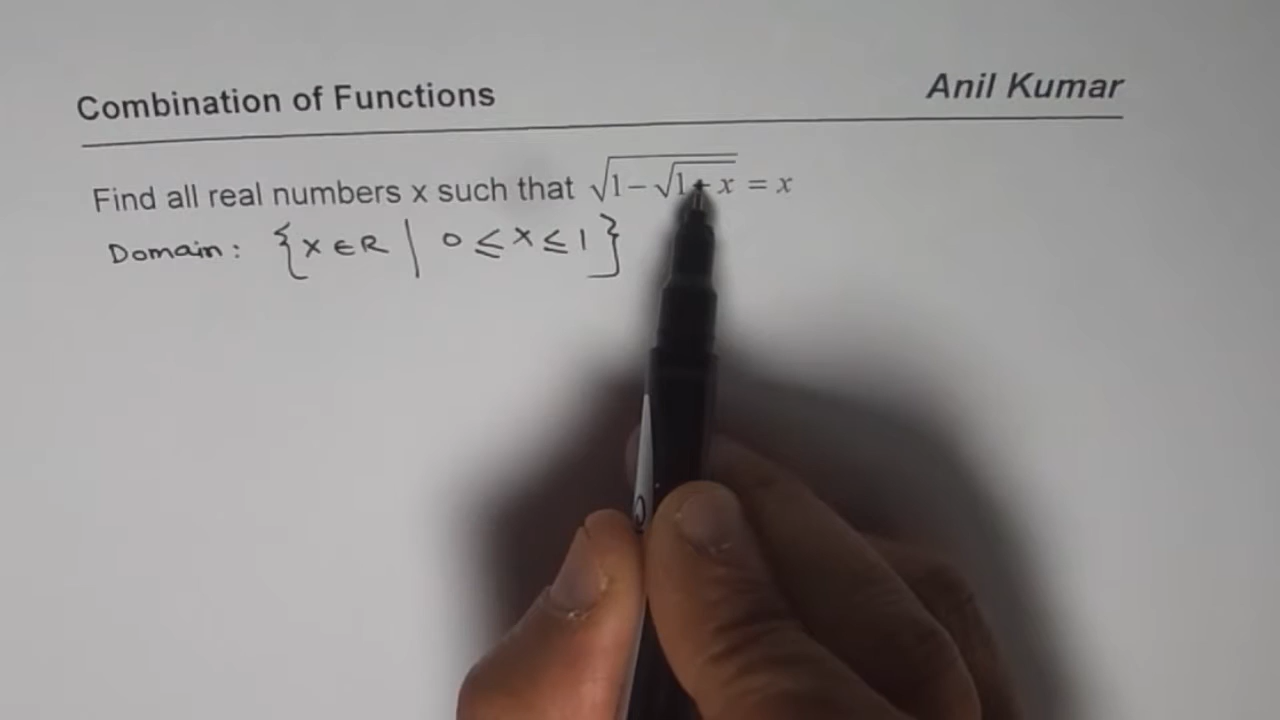 Combination of Functions
Anil Kumar
Find all real numbers x such that √(1−√(1-x)) = x
Domain: {x∈R | 0≤x≤1}